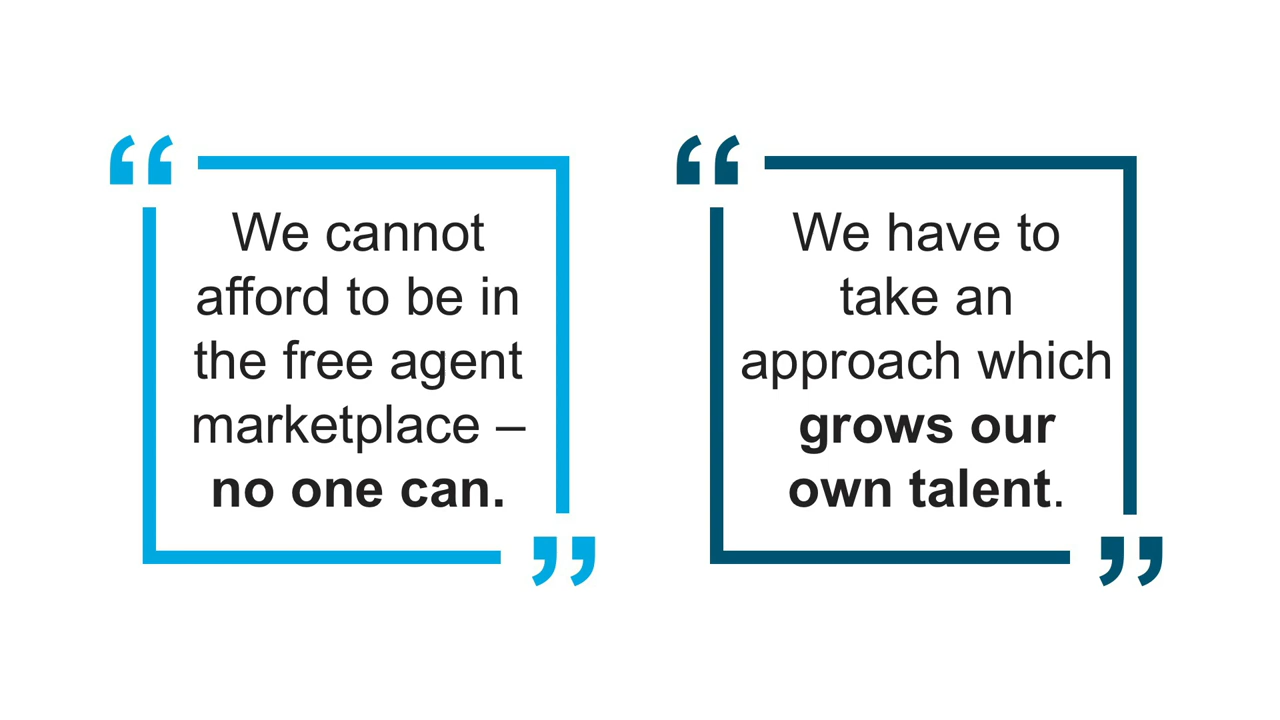 “
We cannot
afford to be in
the free agent
marketplace –
no one can.
”
“
We have to
take an
approach which
grows our
own talent.
”